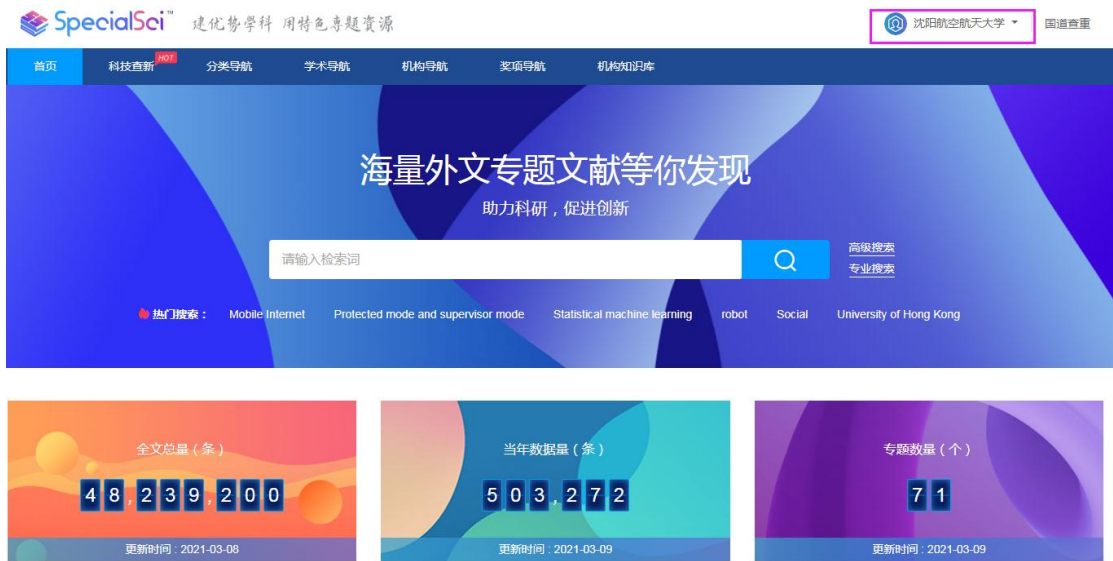 SpecialSci™ 建优势學科 用特色专题資源 沈阳航空航天大学 国道查重
首页 科技查新 HOT 分类导航 学术导航 机构导航 奖项导航 机构知识库
海量外文专题文献等你发现
助力科研，促进创新
请输入检索词 高级搜索
专业搜索
热门搜索： Mobile Internet Protected mode and supervisor mode Statistical machine learning robot Social University of Hong Kong
全文总量（条） 当年数据量（条） 专题数量（个）
48,239,200 503,272 71
更新时间 : 2021-03-08 更新时间 : 2021-03-09 更新时间 : 2021-03-09